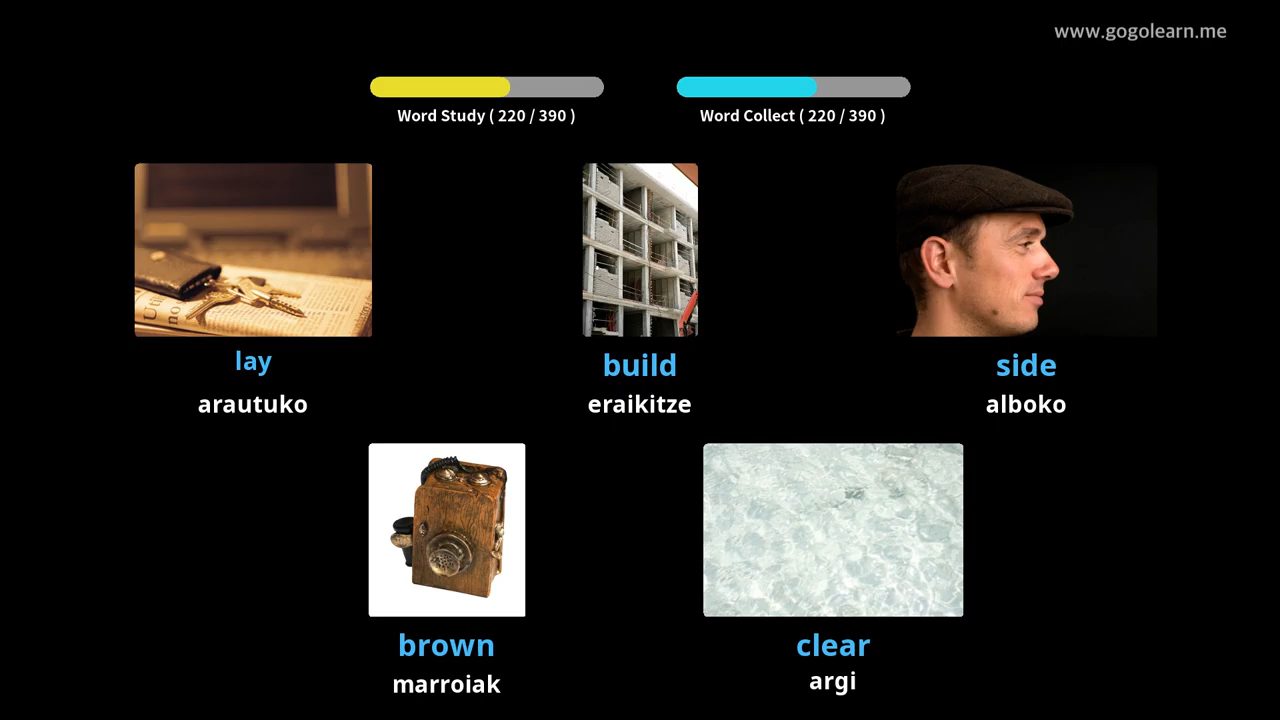 www.gogolearn.me
Word Study ( 220 / 390 )
Word Collect ( 220 / 390 )
lay
build
side
arautuko
eraikitze
alboko
brown
clear
marroiak
argi